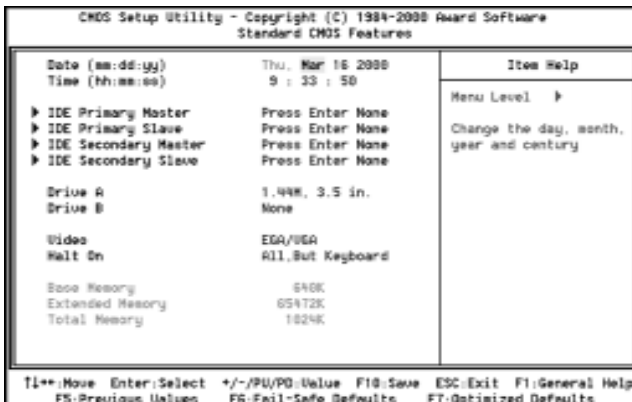 CMOS Setup Utility - Copyright (C) 1984-2000 Award Software
Standard CMOS Features
Date (mm:dd:yy) Thu, Mar 16 2000
Time (hh:mm:ss) 9 : 33 : 50
IDE Primary Master Press Enter None
IDE Primary Slave Press Enter None
IDE Secondary Master Press Enter None
IDE Secondary Slave Press Enter None
Drive A 1.44M, 3.5 in.
Drive B None
Video EGA/VGA
Halt On All,But Keyboard
Base Memory 640K
Extended Memory 65472K
Total Memory 1024K
Item Help
Menu Level ▶
Change the day, month,
year and century
↑↓→←:Move Enter:Select +/-/PU/PD:Value F10:Save ESC:Exit F1:General Help
F5:Previous Values F6:Fail-Safe Defaults F7:Optimized Defaults